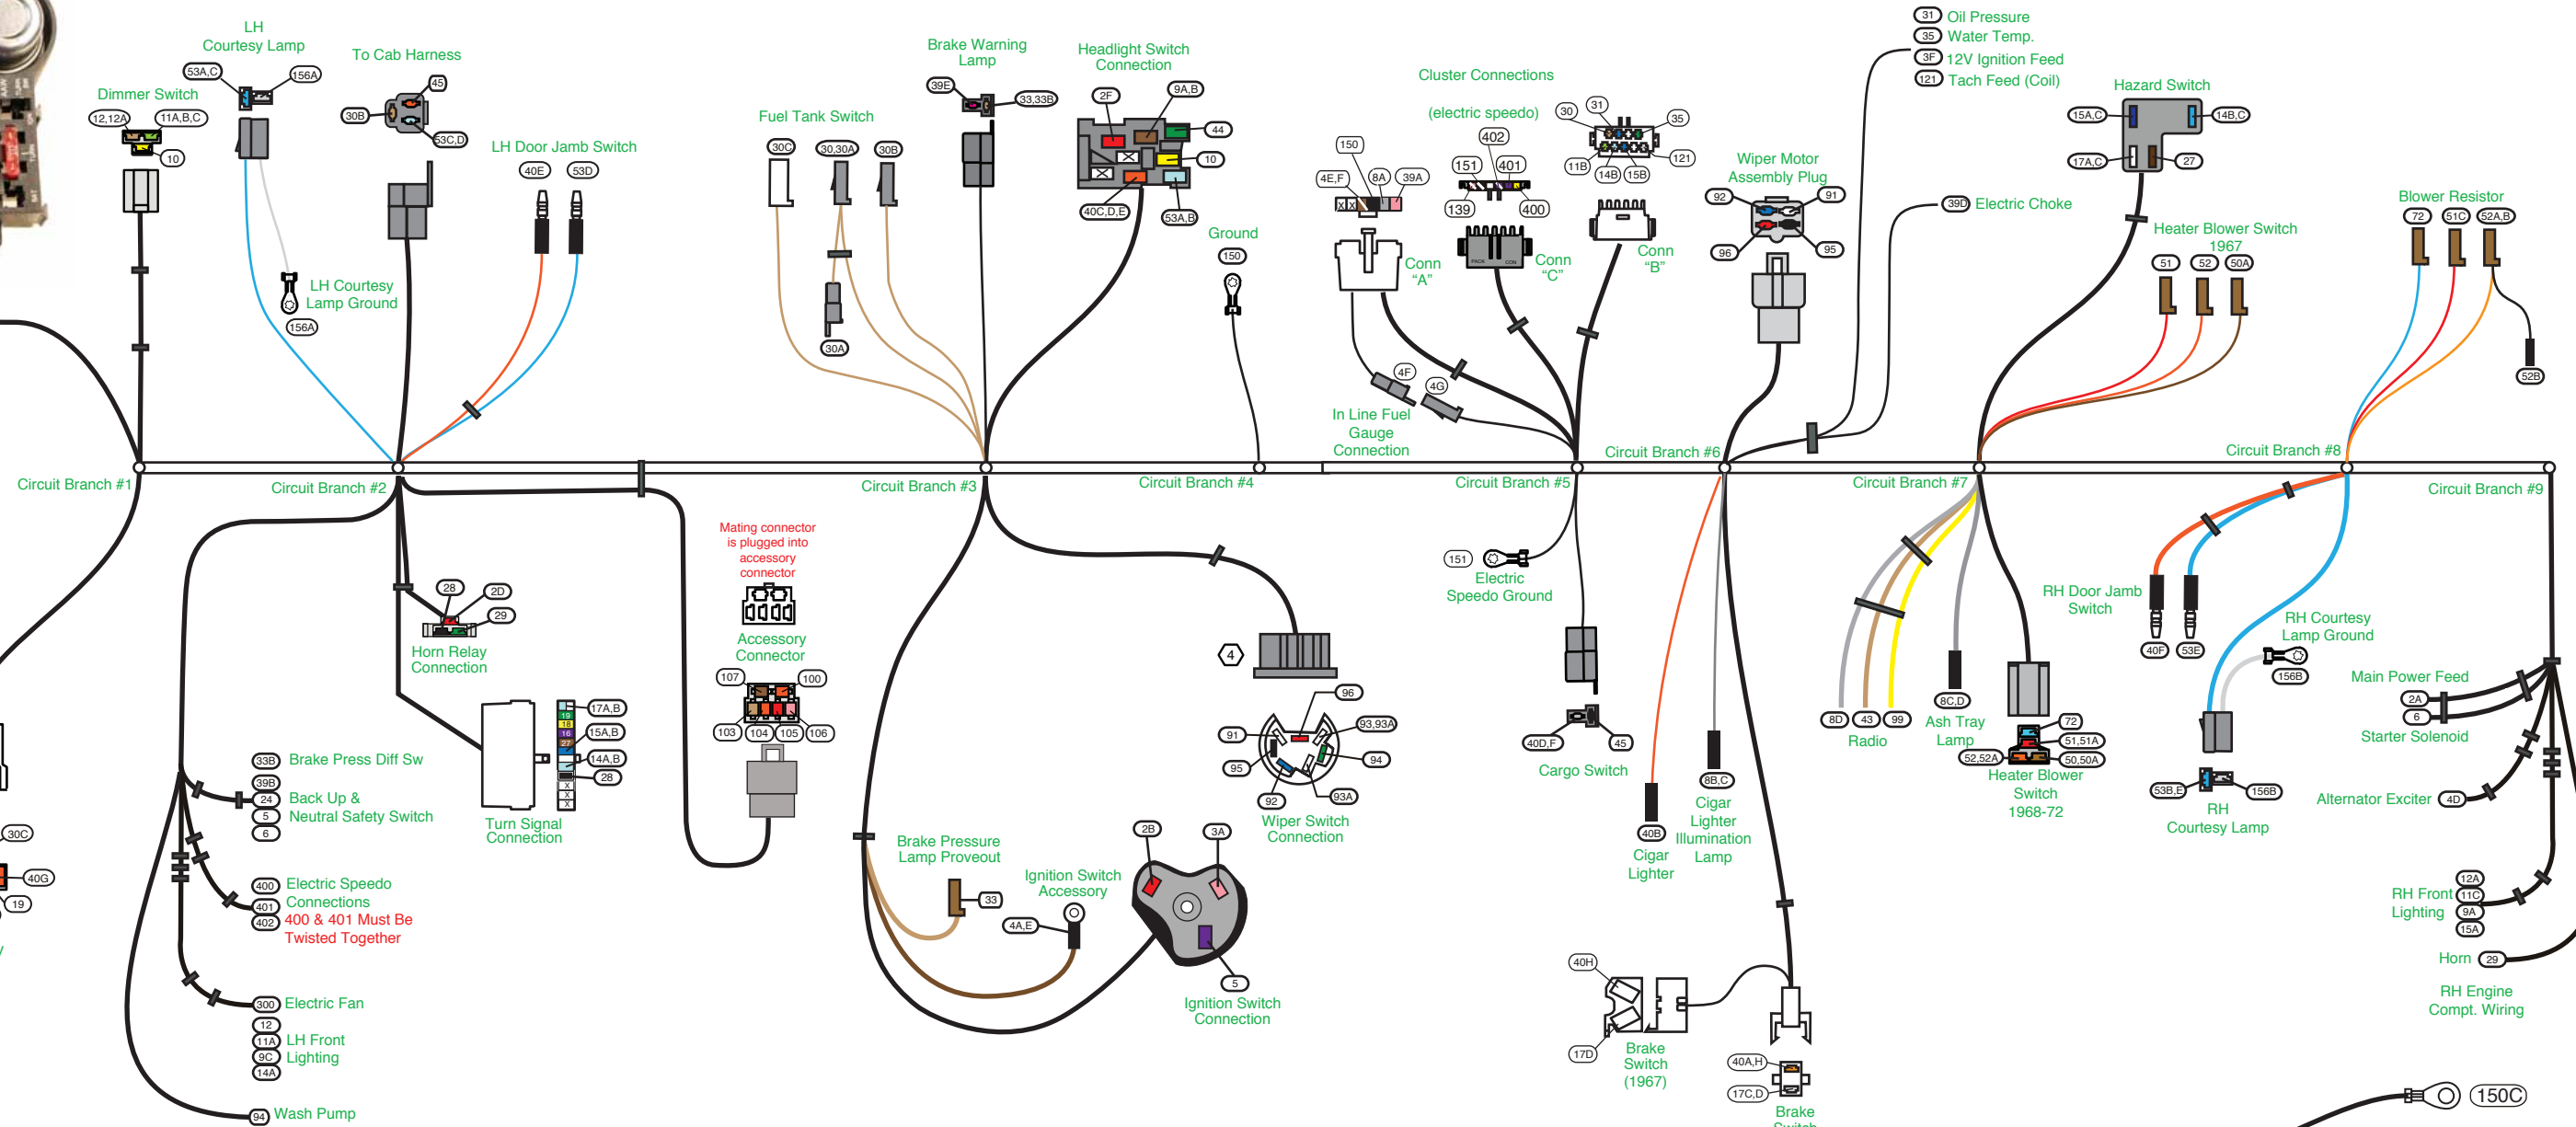 LH
Courtesy Lamp
53A,C
156A
To Cab Harness
45
30B
53C,D
Dimmer Switch
12,12A
11A,B,C
10
LH Courtesy
Lamp Ground
156A
LH Door Jamb Switch
40E
53D
Fuel Tank Switch
30C
30,30A
30B
30A
Brake Warning
Lamp
39E
33,33B
Headlight Switch
Connection
2F
9A,B
44
10
40C,D,E
53A,B
Ground
150
Cluster Connections
(electric speedo)
150
4E,F
8A
39A
Conn
"A"
402
151
401
139
400
PACK
CON
Conn
"C"
30
31
35
11B
14B
15B
121
Conn
"B"
4F
4G
In Line Fuel
Gauge
Connection
Wiper Motor
Assembly Plug
92
91
96
95
31 Oil Pressure
35 Water Temp.
3F 12V Ignition Feed
121 Tach Feed (Coil)
39D Electric Choke
Hazard Switch
15A,C
14B,C
17A,C
27
Heater Blower Switch
1967
51
52
50A
Blower Resistor
72
51C
52A,B
52B
Circuit Branch #1
Circuit Branch #2
Circuit Branch #3
Circuit Branch #4
Circuit Branch #5
Circuit Branch #6
Circuit Branch #7
Circuit Branch #8
Circuit Branch #9
30C
40G
19
y
28
2D
29
Horn Relay
Connection
17A,B
19
18
16
27
15A,B
14A,B
28
X
X
X
Turn Signal
Connection
33B Brake Press Diff Sw
39B
24 Back Up &
5 Neutral Safety Switch
6
400 Electric Speedo
401 Connections
402 400 & 401 Must Be
Twisted Together
300 Electric Fan
12
11A LH Front
9C Lighting
14A
94 Wash Pump
Mating connector
is plugged into
accessory
connector
Accessory
Connector
107
100
103
104
105
106
Brake Pressure
Lamp Proveout
33
Ignition Switch
Accessory
4A,E
2B
3A
5
Ignition Switch
Connection
4
96
91
93,93A
95
94
92
93A
Wiper Switch
Connection
151
Electric
Speedo Ground
40D,F
45
Cargo Switch
40B
Cigar
Lighter
8B,C
Cigar
Lighter
Illumination
Lamp
40H
17D
Brake
Switch
(1967)
40A,H
17C,D
Brake
Switch
8D
43
99
Radio
8C,D
Ash Tray
Lamp
72
51,51A
52,52A
50,50A
Heater Blower
Switch
1968-72
RH Door Jamb
Switch
40F
53E
RH Courtesy
Lamp Ground
156B
53B,E
156B
RH
Courtesy Lamp
Main Power Feed
2A
6
Starter Solenoid
Alternator Exciter 4D
12A
RH Front 11C
Lighting 9A
15A
Horn 29
RH Engine
Compt. Wiring
150C